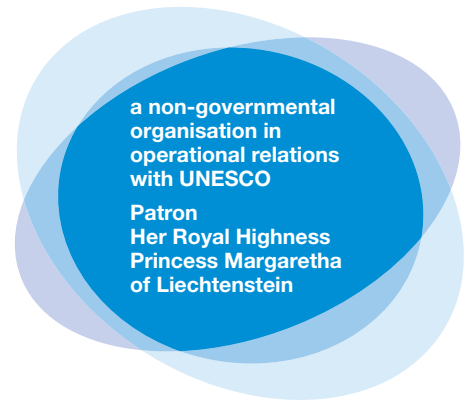 a non-governmental
organisation in
operational relations
with UNESCO
Patron
Her Royal Highness
Princess Margaretha
of Liechtenstein